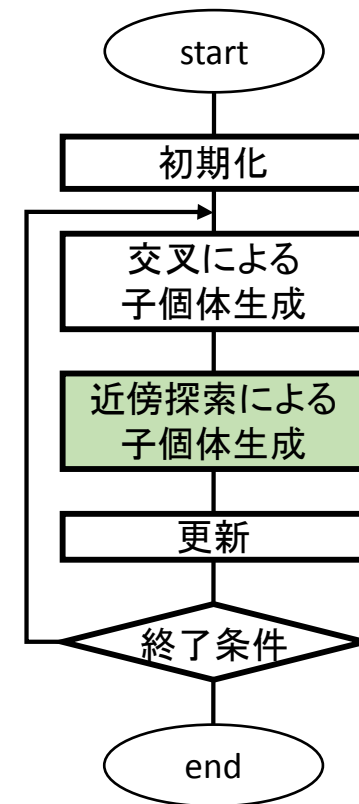 start
初期化
交叉による
子個体生成
近傍探索による
子個体生成
更新
終了条件
end